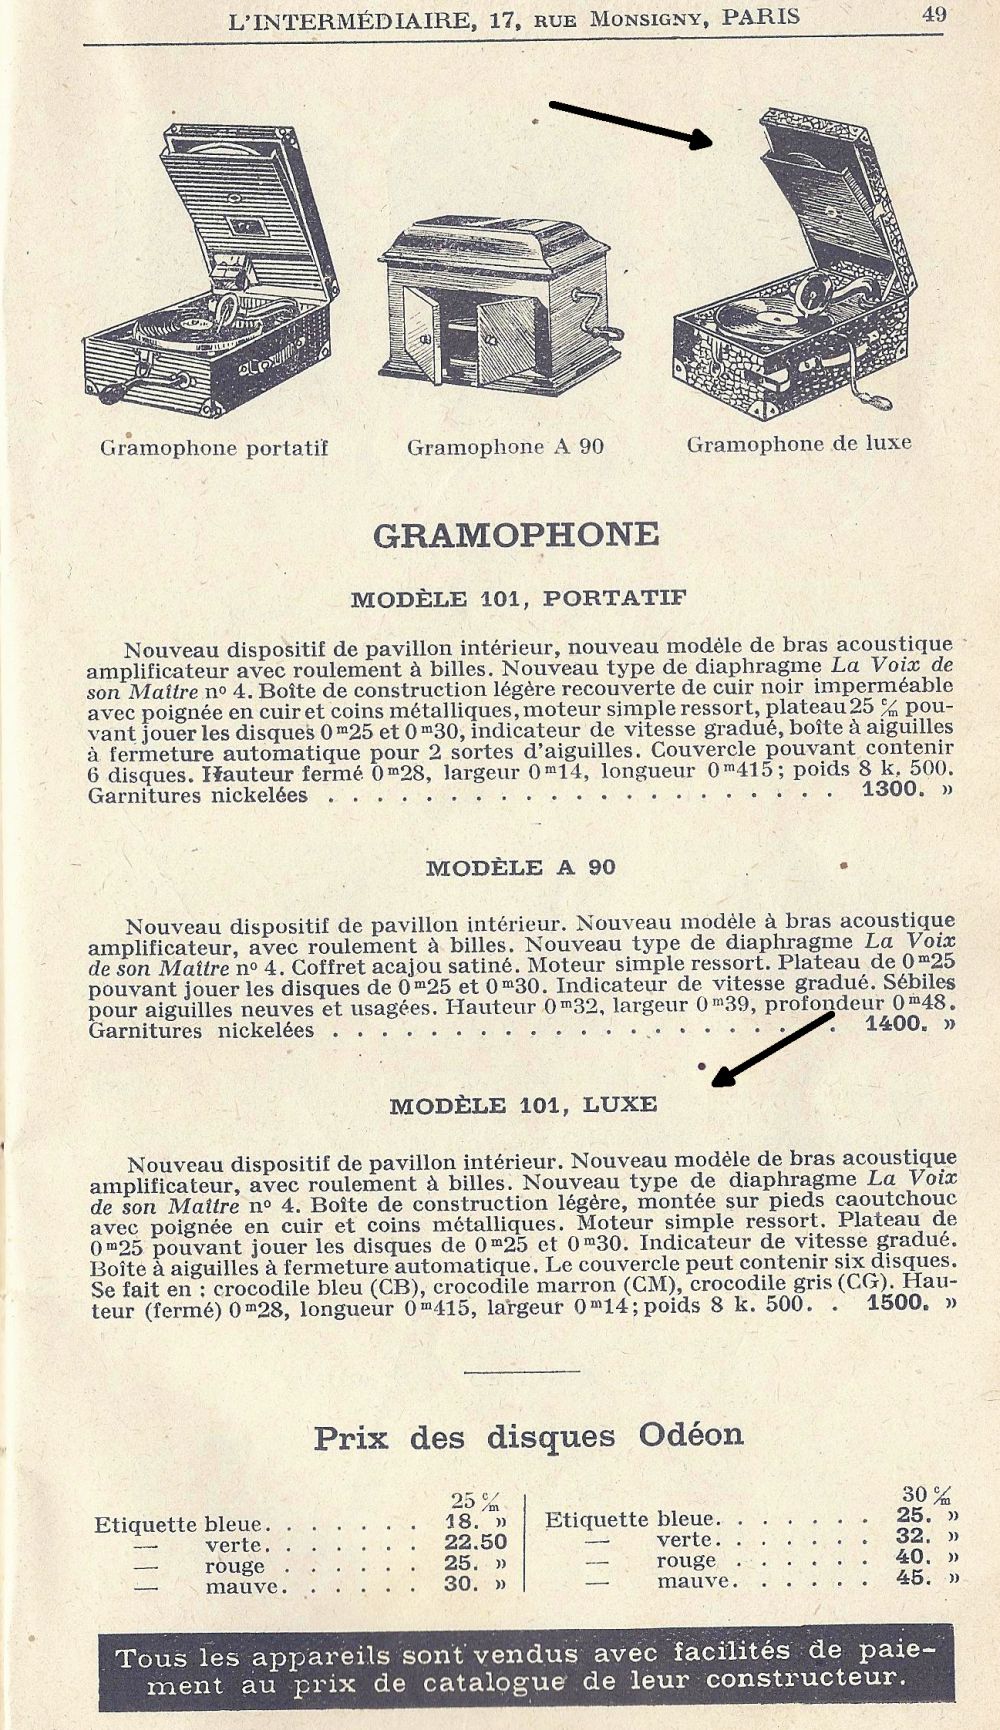 L'INTERMÉDIAIRE, 17, RUE MONSIGNY, PARIS 49
Gramophone portatif
Gramophone A 90
Gramophone de luxe
GRAMOPHONE
MODÈLE 101, PORTATIF
Nouveau dispositif de pavillon intérieur, nouveau modèle de bras acoustique
amplificateur avec roulement à billes. Nouveau type de diaphragme La Voix de
son Maître nº 4. Boîte de construction légère recouverte de cuir noir imperméable
avec poignée en cuir et coins métalliques, moteur simple ressort, plateau 25 c/m pou-
vant jouer les disques 0m25 et 0m30, indicateur de vitesse gradué, boîte à aiguilles
à fermeture automatique pour 2 sortes d'aiguilles. Couvercle pouvant contenir
6 disques. Hauteur fermé 0m28, largeur 0m14, longueur 0m415; poids 8 k. 500.
Garnitures nickelées . . . . . . . . . . . . . . . . . . . . . 1300. »
MODÈLE A 90
Nouveau dispositif de pavillon intérieur. Nouveau modèle à bras acoustique
amplificateur, avec roulement à billes. Nouveau type de diaphragme La Voix
de son Maître nº 4. Coffret acajou satiné. Moteur simple ressort. Plateau de 0m25
pouvant jouer les disques de 0m25 et 0m30. Indicateur de vitesse gradué. Sébiles
pour aiguilles neuves et usagées. Hauteur 0m32, largeur 0m39, profondeur 0m48.
Garnitures nickelées . . . . . . . . . . . . . . . . . . . . . 1400. »
MODÈLE 101, LUXE
Nouveau dispositif de pavillon intérieur. Nouveau modèle de bras acoustique
amplificateur, avec roulement à billes. Nouveau type de diaphragme La Voix
de son Maître nº 4. Boîte de construction légère, montée sur pieds caoutchouc
avec poignée en cuir et coins métalliques. Moteur simple ressort. Plateau de
0m25 pouvant jouer les disques de 0m25 et 0m30. Indicateur de vitesse gradué.
Boîte à aiguilles à fermeture automatique. Le couvercle peut contenir six disques.
Se fait en : crocodile bleu (CB), crocodile marron (CM), crocodile gris (CG). Hau-
teur (fermé) 0m28, longueur 0m415, largeur 0m14; poids 8 k. 500. . 1500. »
Prix des disques Odéon
25 c/m
Etiquette bleue. . . . . . . 18. »
— verte. . . . . . . 22.50
— rouge . . . . . . 25. »
— mauve. . . . . . 30. »
30 c/m
Etiquette bleue. . . . . . . 25. »
— verte. . . . . . . 32. »
— rouge . . . . . . 40. »
— mauve. . . . . . 45. »
Tous les appareils sont vendus avec facilités de paie-
ment au prix de catalogue de leur constructeur.